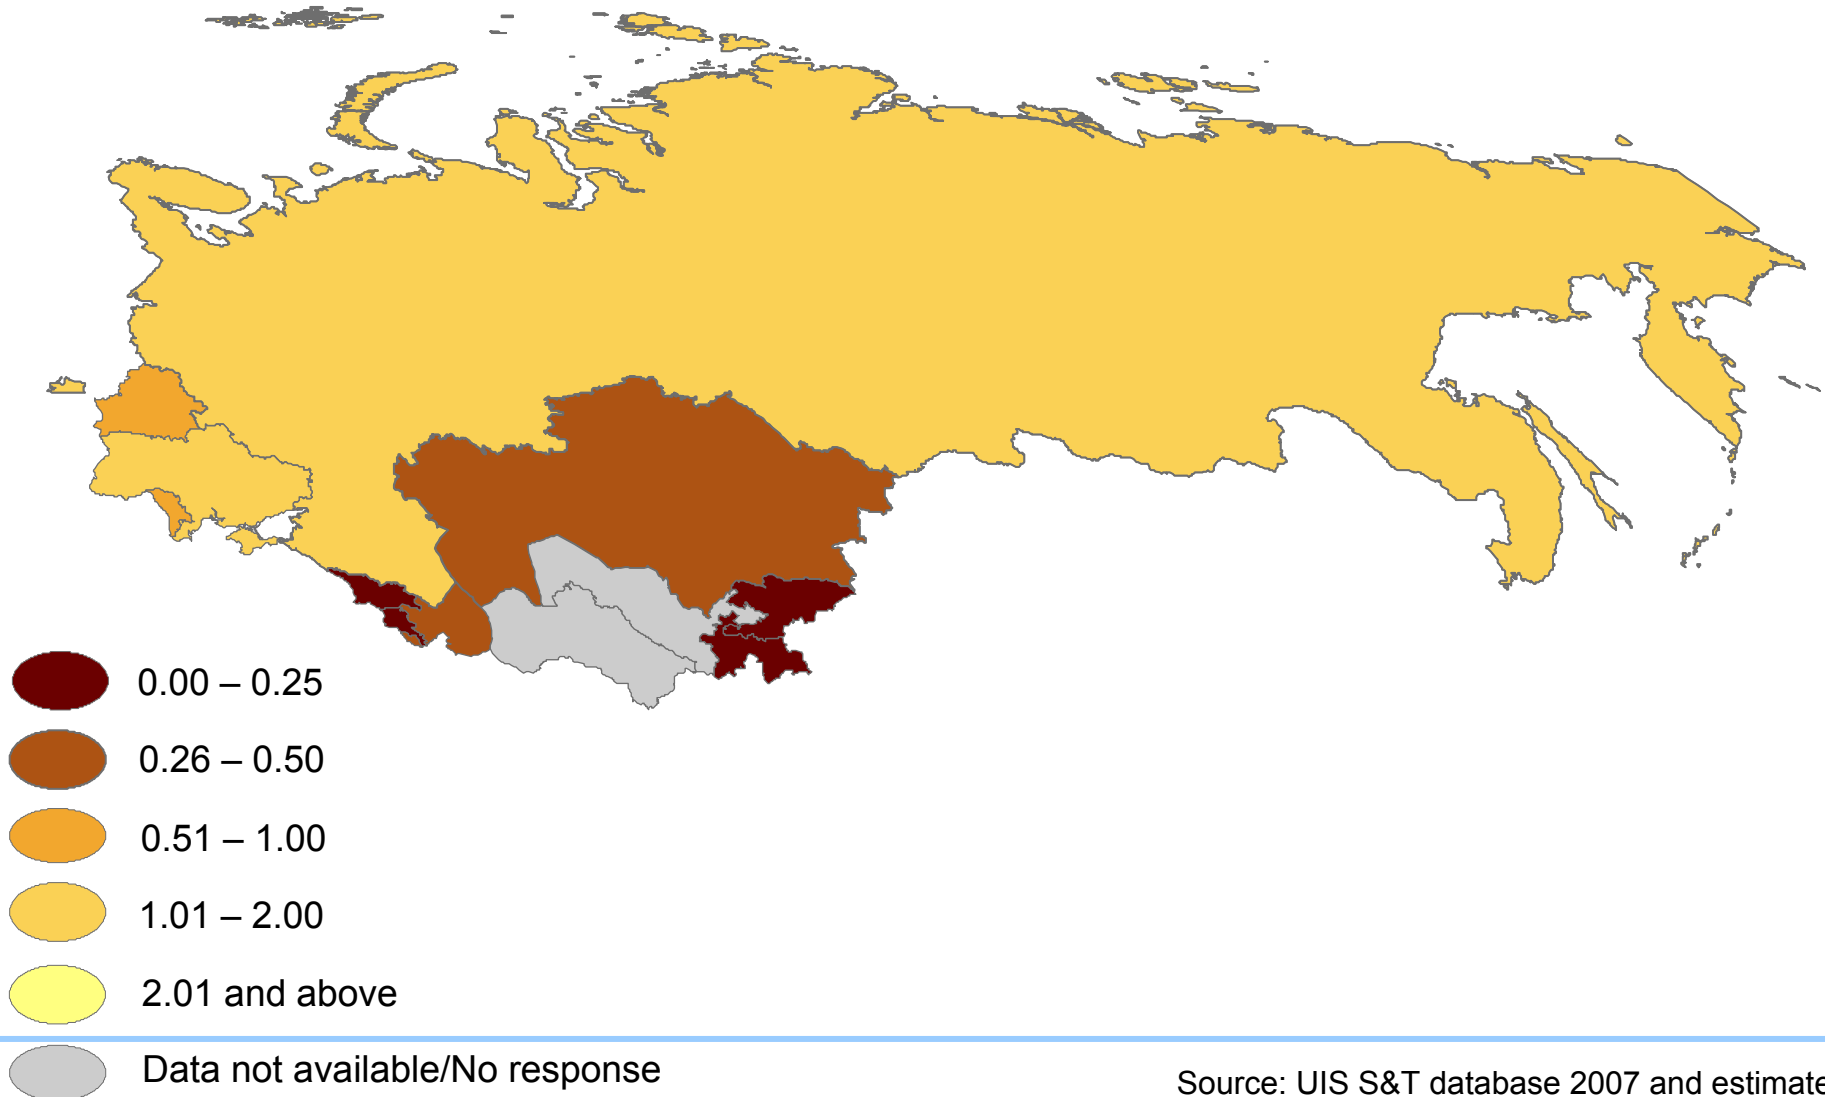 0.00 – 0.25
0.26 – 0.50
0.51 – 1.00
1.01 – 2.00
2.01 and above
Data not available/No response
Source: UIS S&T database 2007 and estimate